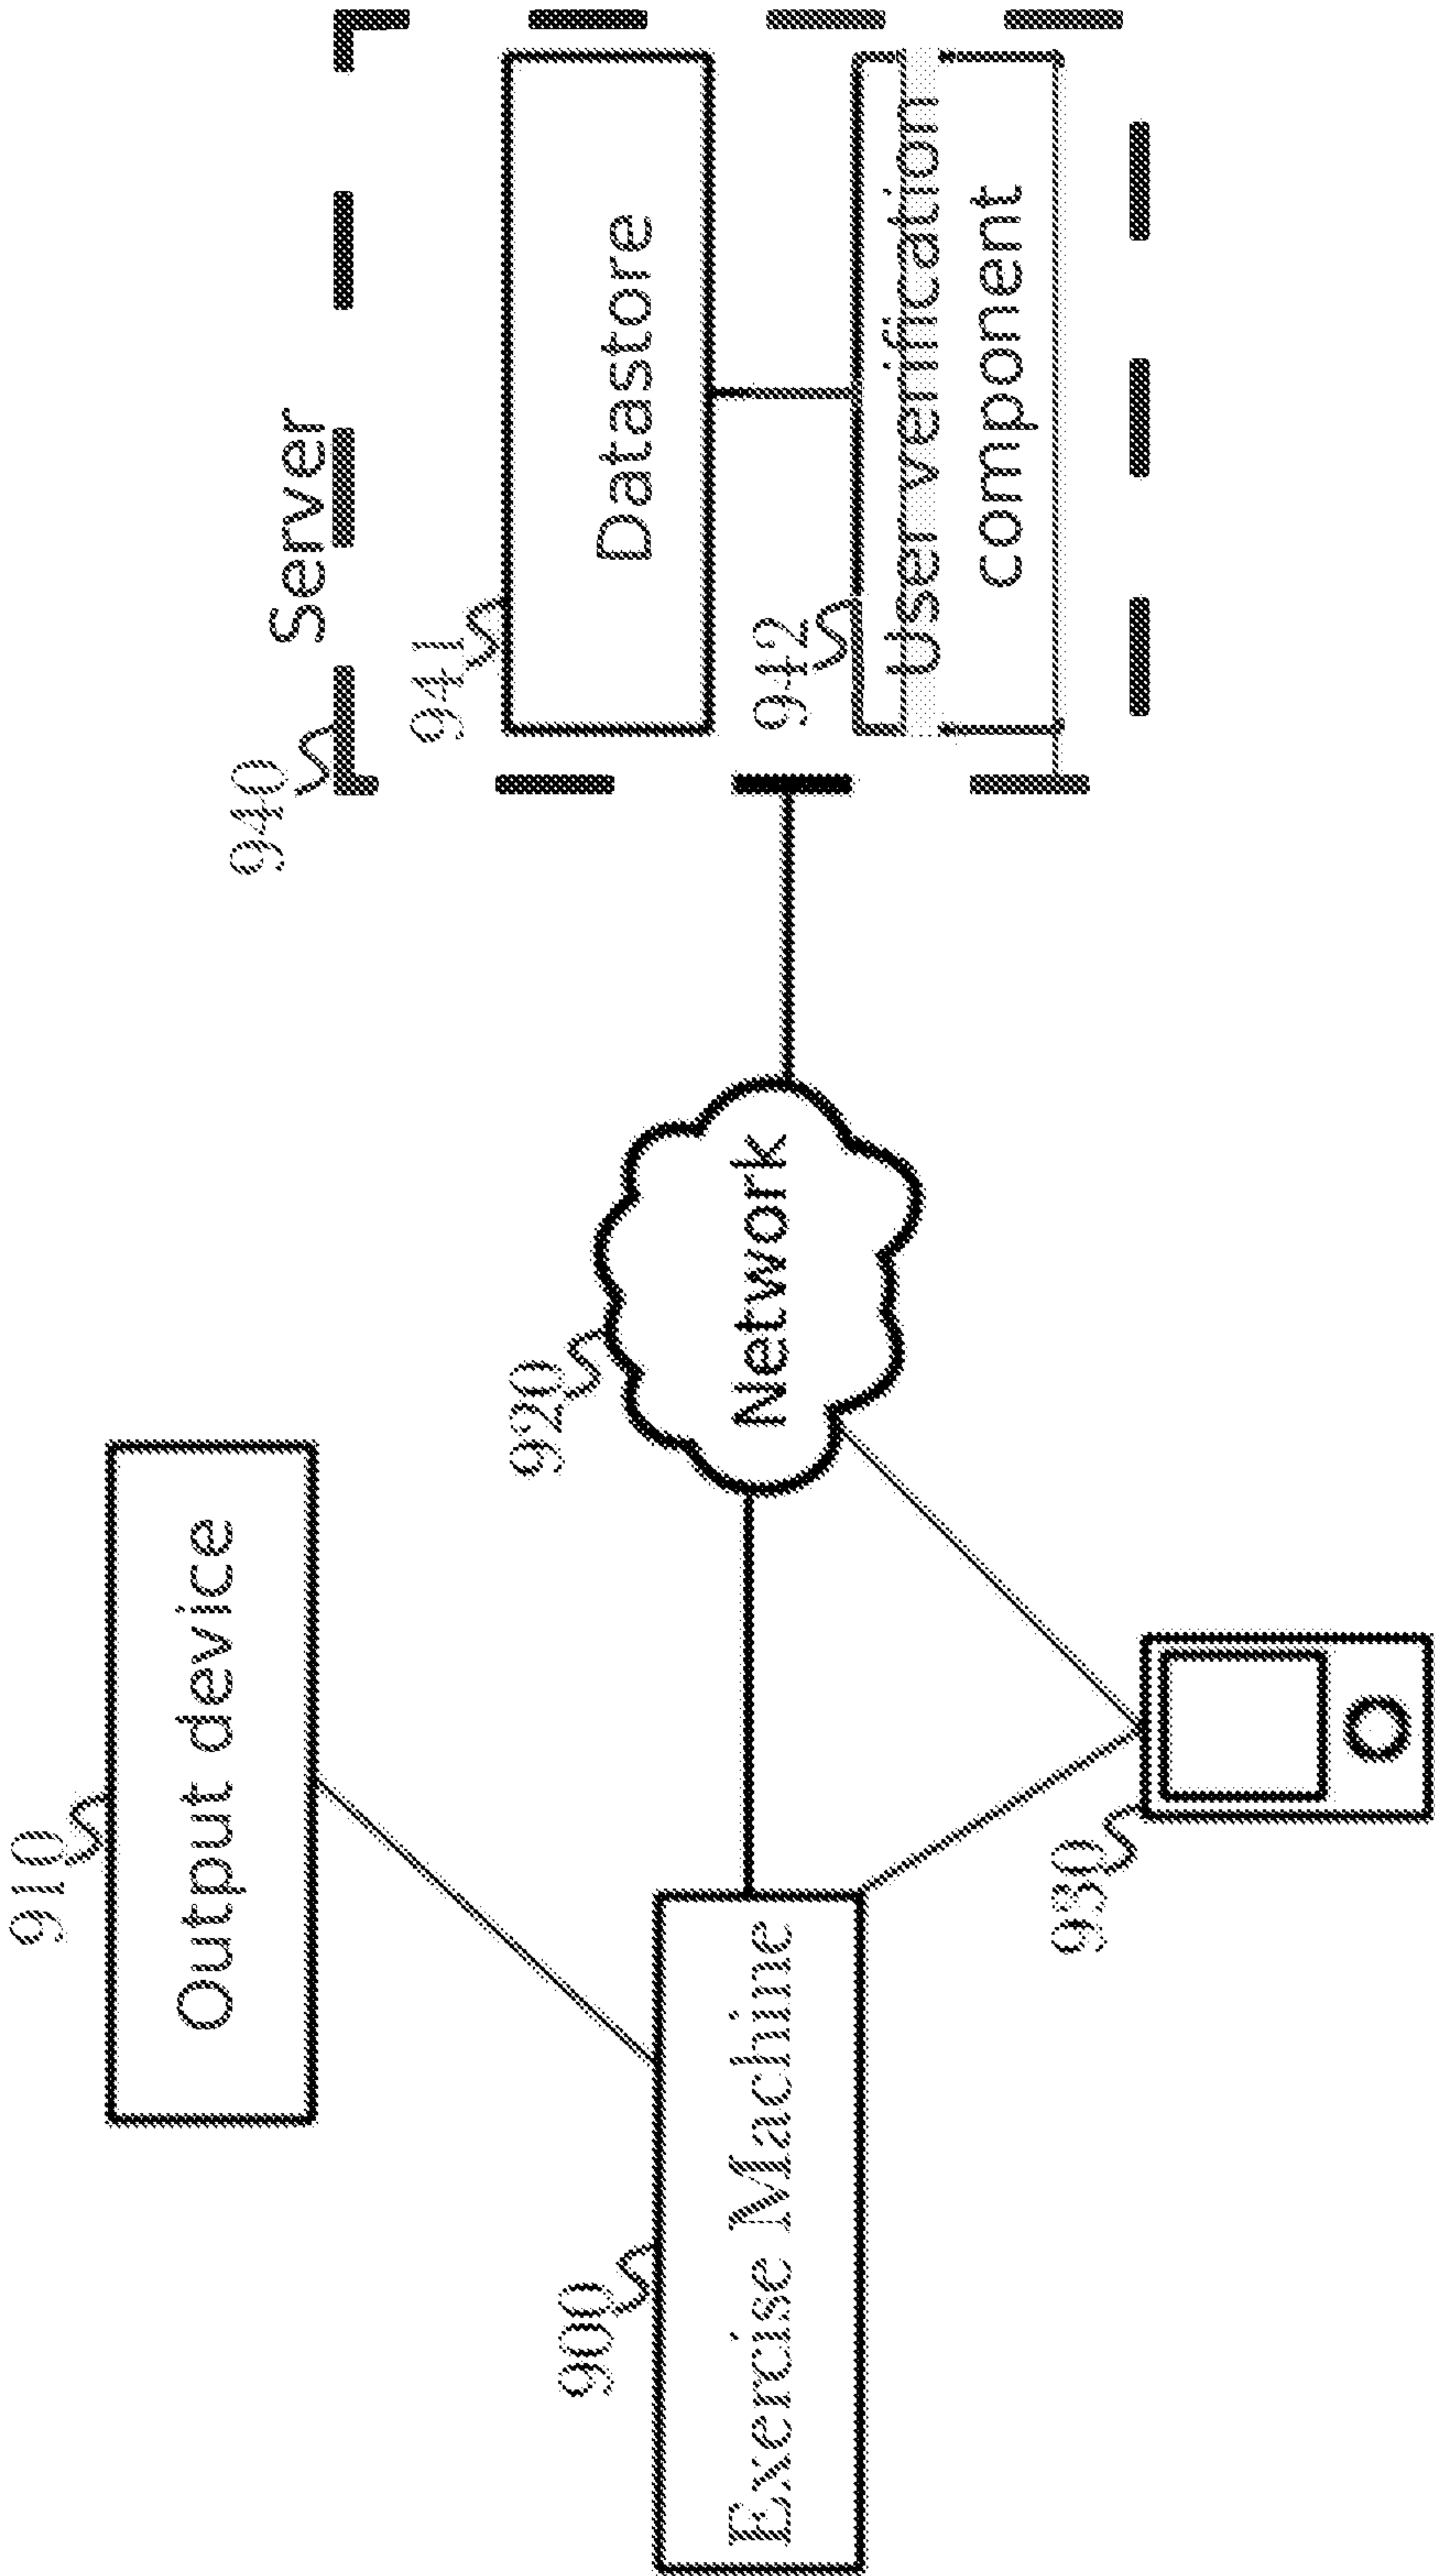 910
Output device
940
Server
941
Datastore
920
Network
900
Exercise Machine
942
User verification
component
930